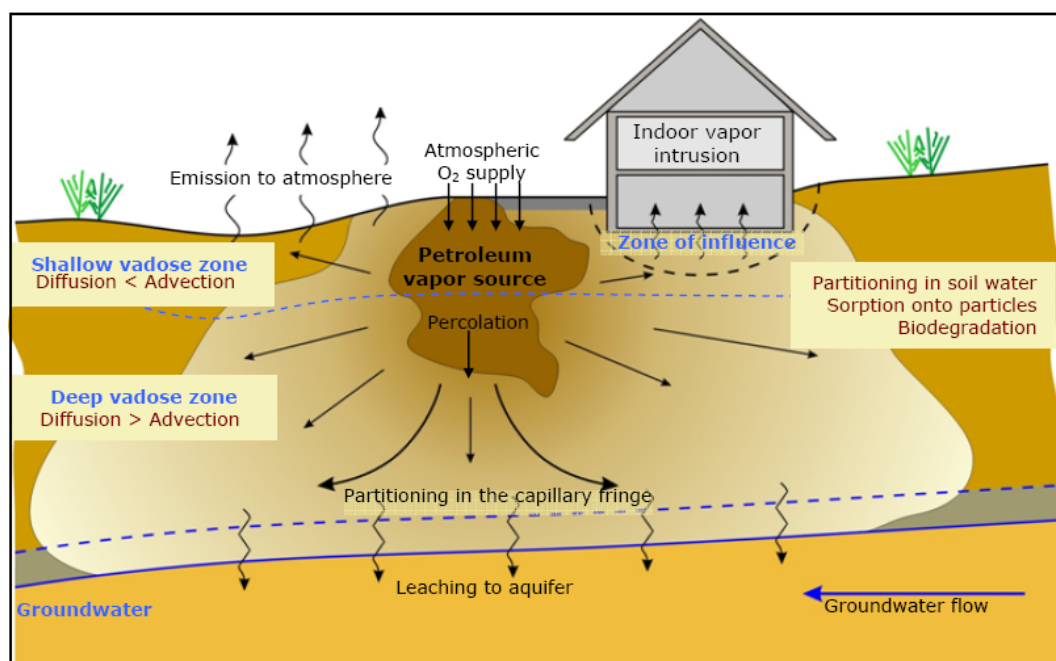 Indoor vapor
intrusion
Atmospheric
O₂ supply
Emission to atmosphere
Zone of influence
Petroleum
vapor source
Shallow vadose zone
Diffusion < Advection
Partitioning in soil water
Sorption onto particles
Biodegradation
Percolation
Deep vadose zone
Diffusion > Advection
Partitioning in the capillary fringe
Leaching to aquifer
Groundwater
Groundwater flow